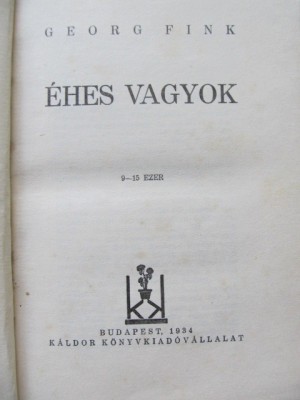 GEORG FINK
ÉHES VAGYOK
9—15 EZER
BUDAPEST, 1934
KÁLDOR KÖNYVKIADÓVÁLLALAT